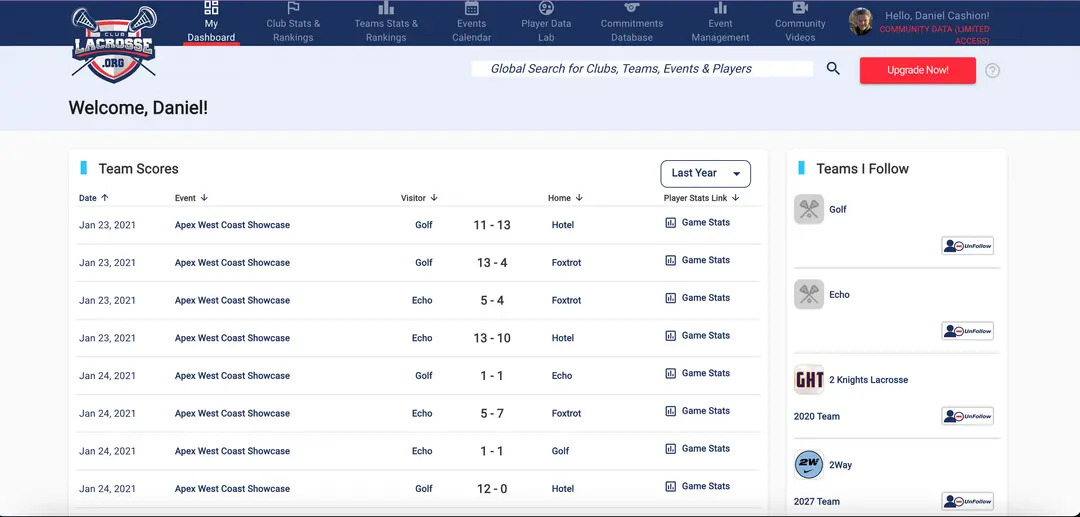 CLUB
LACROSSE
.ORG
My
Dashboard
Club Stats &
Rankings
Teams Stats &
Rankings
Events
Calendar
Player Data
Lab
Commitments
Database
Event
Management
Community
Videos
Hello, Daniel Cashion!
COMMUNITY DATA (LIMITED
ACCESS)
Global Search for Clubs, Teams, Events & Players
Upgrade Now!
?
Welcome, Daniel!
Team Scores
Last Year
Date Event Visitor Home Player Stats Link
Jan 23, 2021 Apex West Coast Showcase Golf 11 - 13 Hotel Game Stats
Jan 23, 2021 Apex West Coast Showcase Golf 13 - 4 Foxtrot Game Stats
Jan 23, 2021 Apex West Coast Showcase Echo 5 - 4 Foxtrot Game Stats
Jan 23, 2021 Apex West Coast Showcase Echo 13 - 10 Hotel Game Stats
Jan 24, 2021 Apex West Coast Showcase Golf 1 - 1 Echo Game Stats
Jan 24, 2021 Apex West Coast Showcase Echo 5 - 7 Foxtrot Game Stats
Jan 24, 2021 Apex West Coast Showcase Echo 1 - 1 Golf Game Stats
Jan 24, 2021 Apex West Coast Showcase Golf 12 - 0 Hotel Game Stats
Teams I Follow
Golf
UnFollow
Echo
UnFollow
GHT
2 Knights Lacrosse
2020 Team
UnFollow
2W
2Way
2027 Team
UnFollow